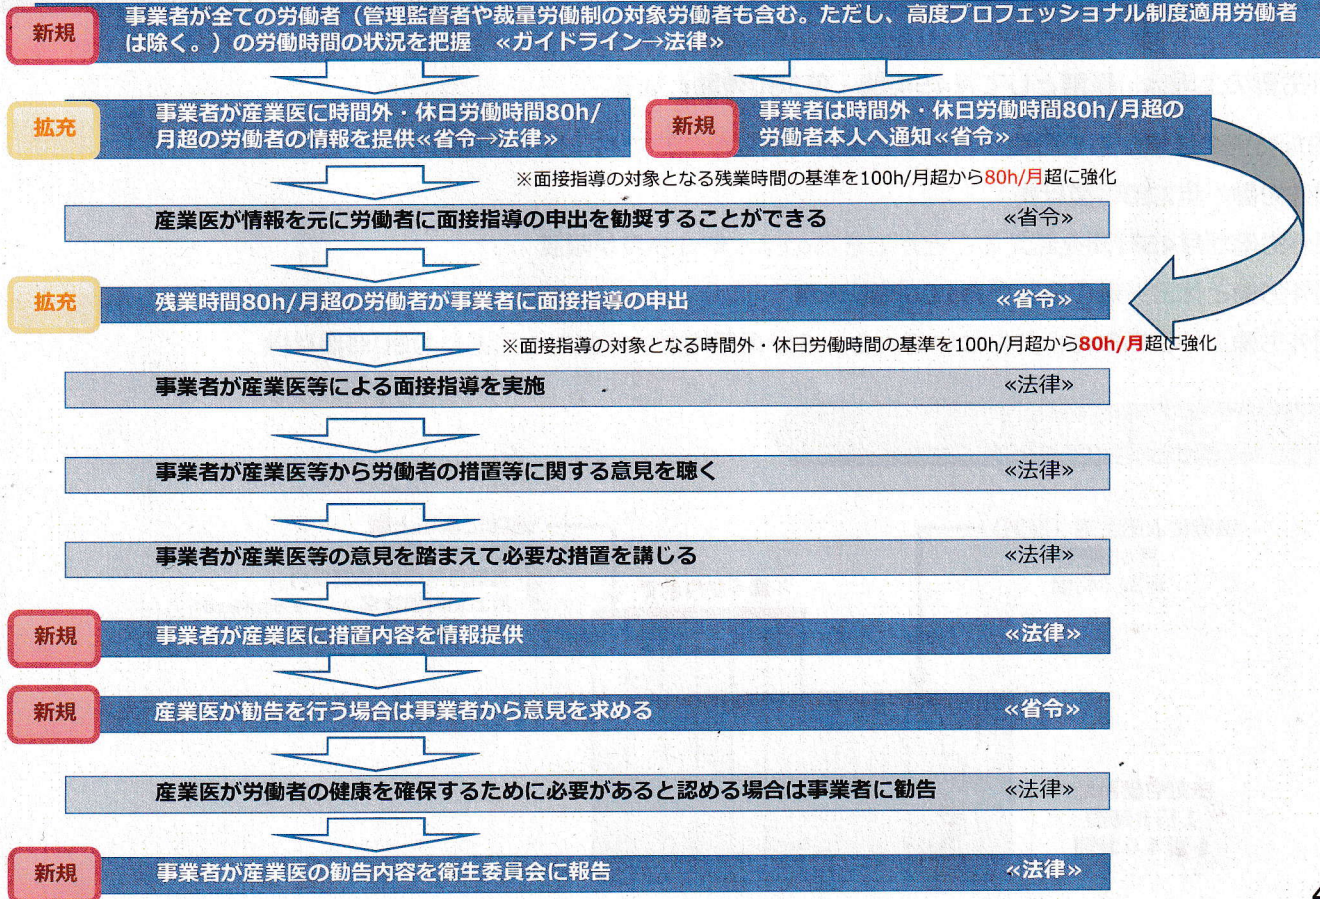 新規
事業者が全ての労働者（管理監督者や裁量労働制の対象労働者も含む。ただし、高度プロフェッショナル制度適用労働者
は除く。）の労働時間の状況を把握　«ガイドライン→法律»
拡充
事業者が産業医に時間外・休日労働時間80h/
月超の労働者の情報を提供«省令→法律»
新規
事業者は時間外・休日労働時間80h/月超の
労働者本人へ通知«省令»
※面接指導の対象となる残業時間の基準を100h/月超から80h/月超に強化
産業医が情報を元に労働者に面接指導の申出を勧奨することができる　«省令»
拡充
残業時間80h/月超の労働者が事業者に面接指導の申出　«省令»
※面接指導の対象となる時間外・休日労働時間の基準を100h/月超から80h/月超に強化
事業者が産業医等による面接指導を実施　«法律»
事業者が産業医等から労働者の措置等に関する意見を聴く　«法律»
事業者が産業医等の意見を踏まえて必要な措置を講じる　«法律»
新規
事業者が産業医に措置内容を情報提供　«法律»
新規
産業医が勧告を行う場合は事業者から意見を求める　«省令»
産業医が労働者の健康を確保するために必要があると認める場合は事業者に勧告　«法律»
新規
事業者が産業医の勧告内容を衛生委員会に報告　«法律»